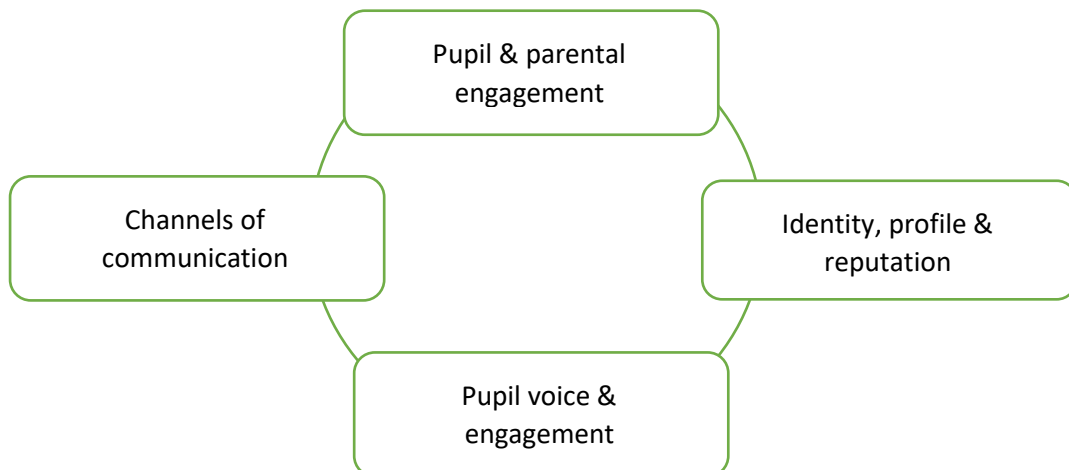 Pupil & parental
engagement
Channels of
communication
Identity, profile &
reputation
Pupil voice &
engagement